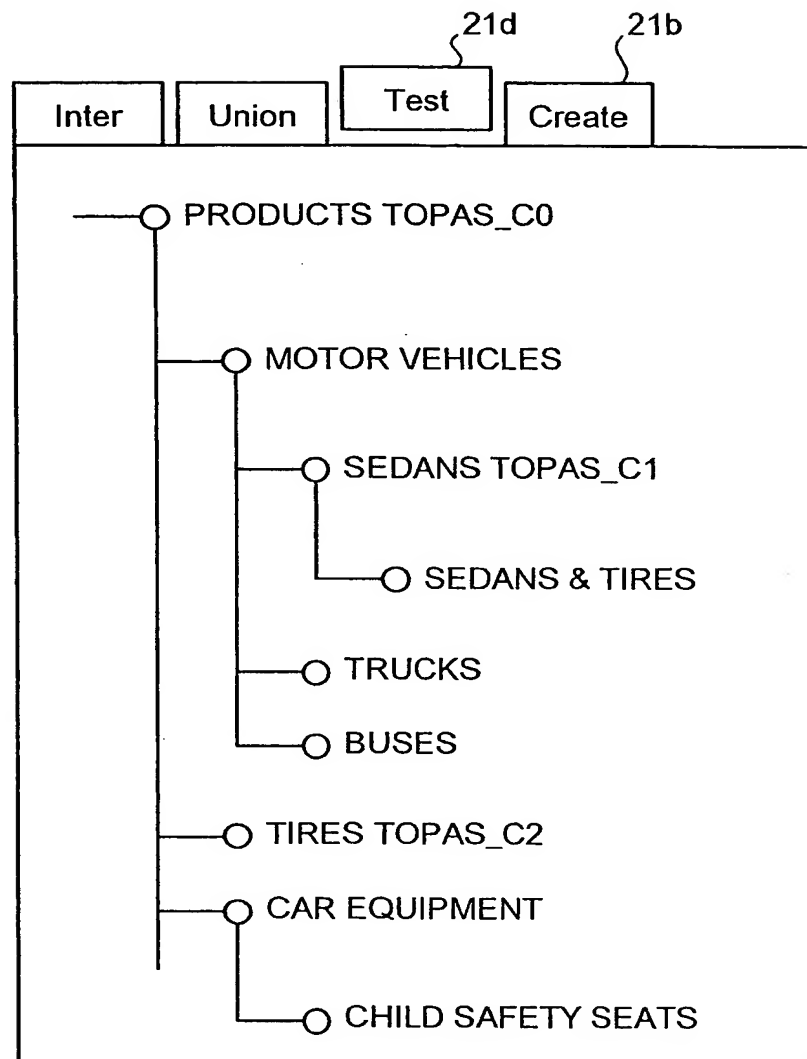 21d 21b
Inter Union Test Create
PRODUCTS TOPAS_C0
MOTOR VEHICLES
SEDANS TOPAS_C1
SEDANS & TIRES
TRUCKS
BUSES
TIRES TOPAS_C2
CAR EQUIPMENT
CHILD SAFETY SEATS